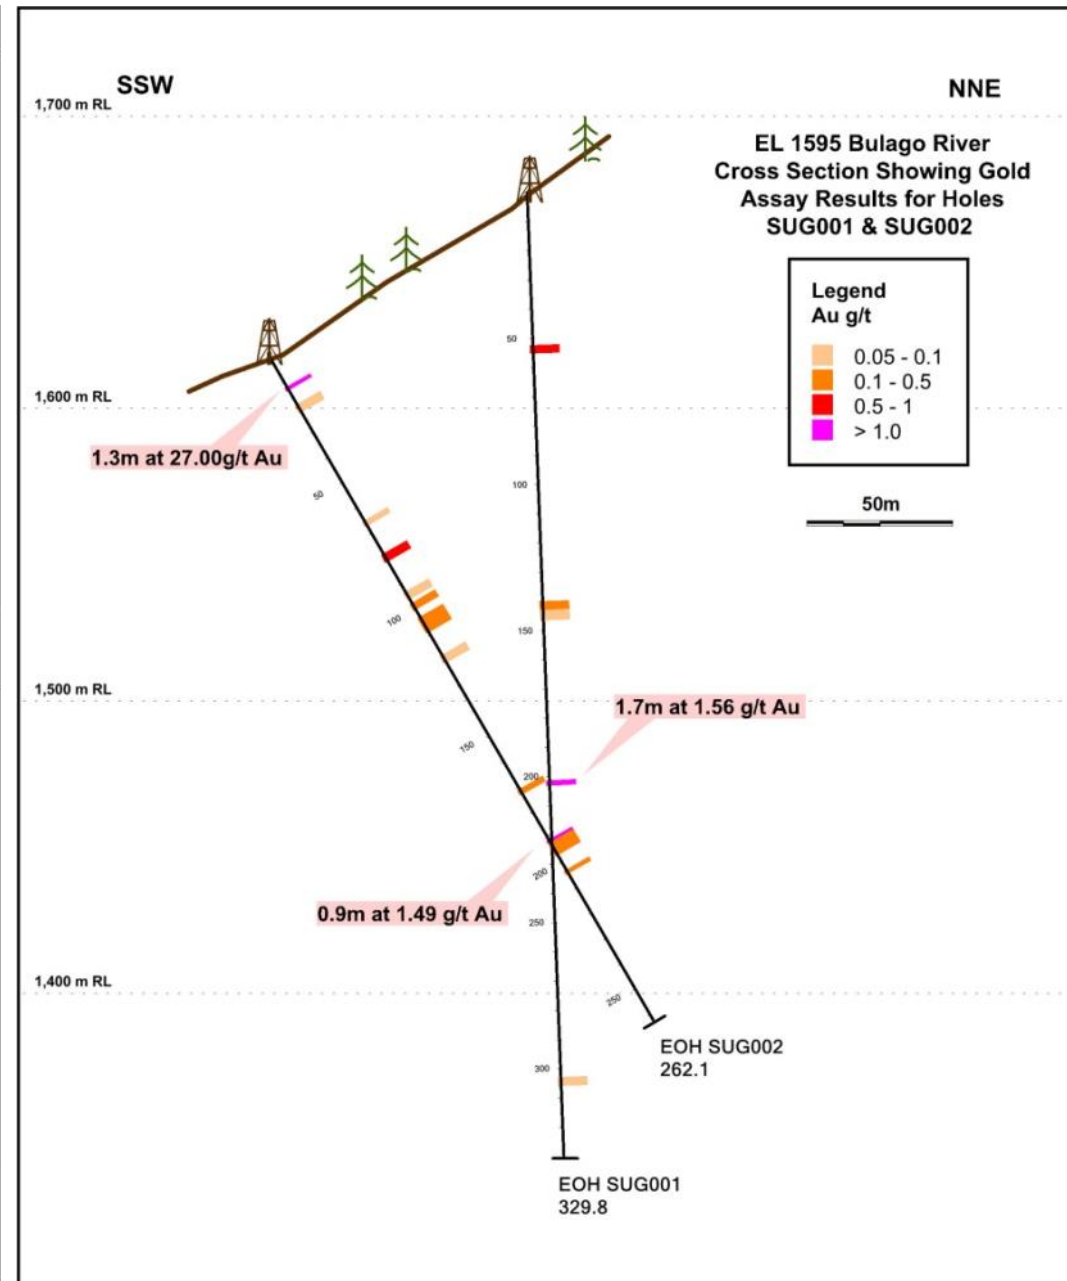 SSW
NNE
1,700 m RL
EL 1595 Bulago River
Cross Section Showing Gold
Assay Results for Holes
SUG001 & SUG002
Legend
Au g/t
0.05 - 0.1
0.1 - 0.5
0.5 - 1
> 1.0
50m
50
1,600 m RL
1.3m at 27.00g/t Au
50
100
100
150
1,500 m RL
1.7m at 1.56 g/t Au
150
200
200
0.9m at 1.49 g/t Au
250
1,400 m RL
250
EOH SUG002
262.1
300
EOH SUG001
329.8